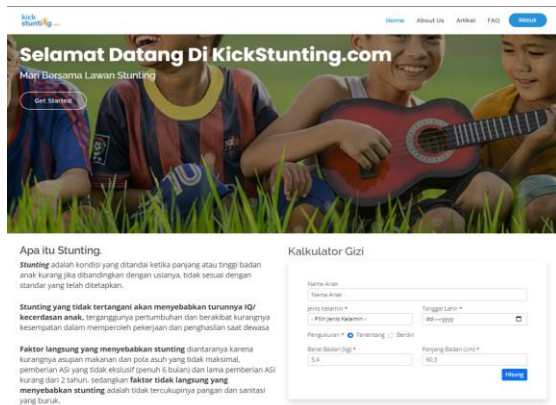 kick
stunting
Home About Us Artikel FAQ Masuk
Selamat Datang Di KickStunting.com
Mari Bersama Lawan Stunting
Get Started
Apa itu Stunting.
Stunting adalah kondisi yang ditandai ketika panjang atau tinggi badan
anak kurang jika dibandingkan dengan usianya, tidak sesuai dengan
standar yang telah ditetapkan.
Stunting yang tidak tertangani akan menyebabkan turunnya IQ/
kecerdasan anak, terganggunya pertumbuhan dan berakibat kurangnya
kesempatan dalam memperoleh pekerjaan dan penghasilan saat dewasa
Faktor langsung yang menyebabkan stunting diantaranya karena
kurangnya asupan makanan dan pola asuh yang tidak maksimal,
pemberian ASI yang tidak ekslusif (penuh 6 bulan) dan lama pemberian ASI
kurang dari 2 tahun. sedangkan faktor tidak langsung yang
menyebabkan stunting adalah tidak tercukupinya pangan dan sanitasi
yang buruk.
Kalkulator Gizi
Nama Anak
Nama Anak
Jenis Kelamin * Tanggal Lahir *
- Pilih Jenis Kelamin - dd----yyyy
Pengukuran * Terlentang Berdiri
Berat Badan (kg) * Panjang Badan (cm) *
5,4 60,3
Hitung